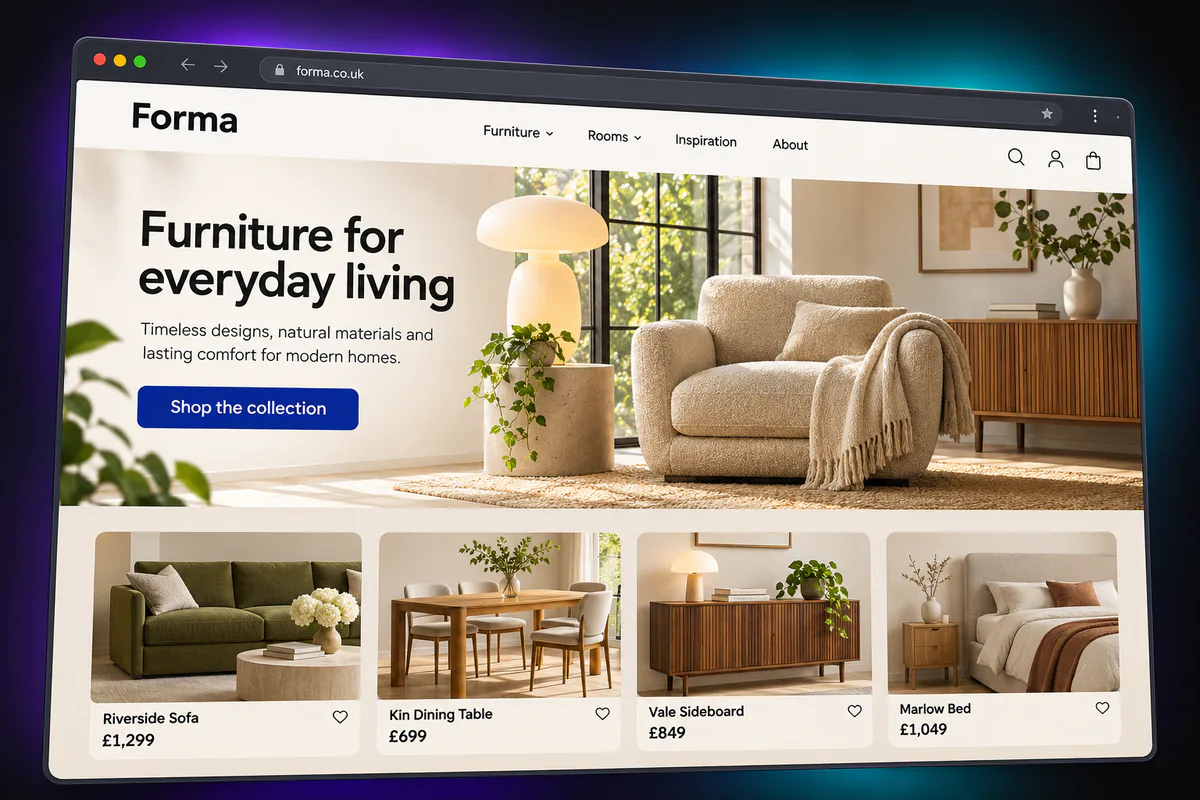 forma.co.uk
Forma
Furniture
Rooms
Inspiration
About
Furniture for
everyday living
Timeless designs, natural materials and
lasting comfort for modern homes.
Shop the collection
Riverside Sofa
£1,299
Kin Dining Table
£699
Vale Sideboard
£849
Marlow Bed
£1,049